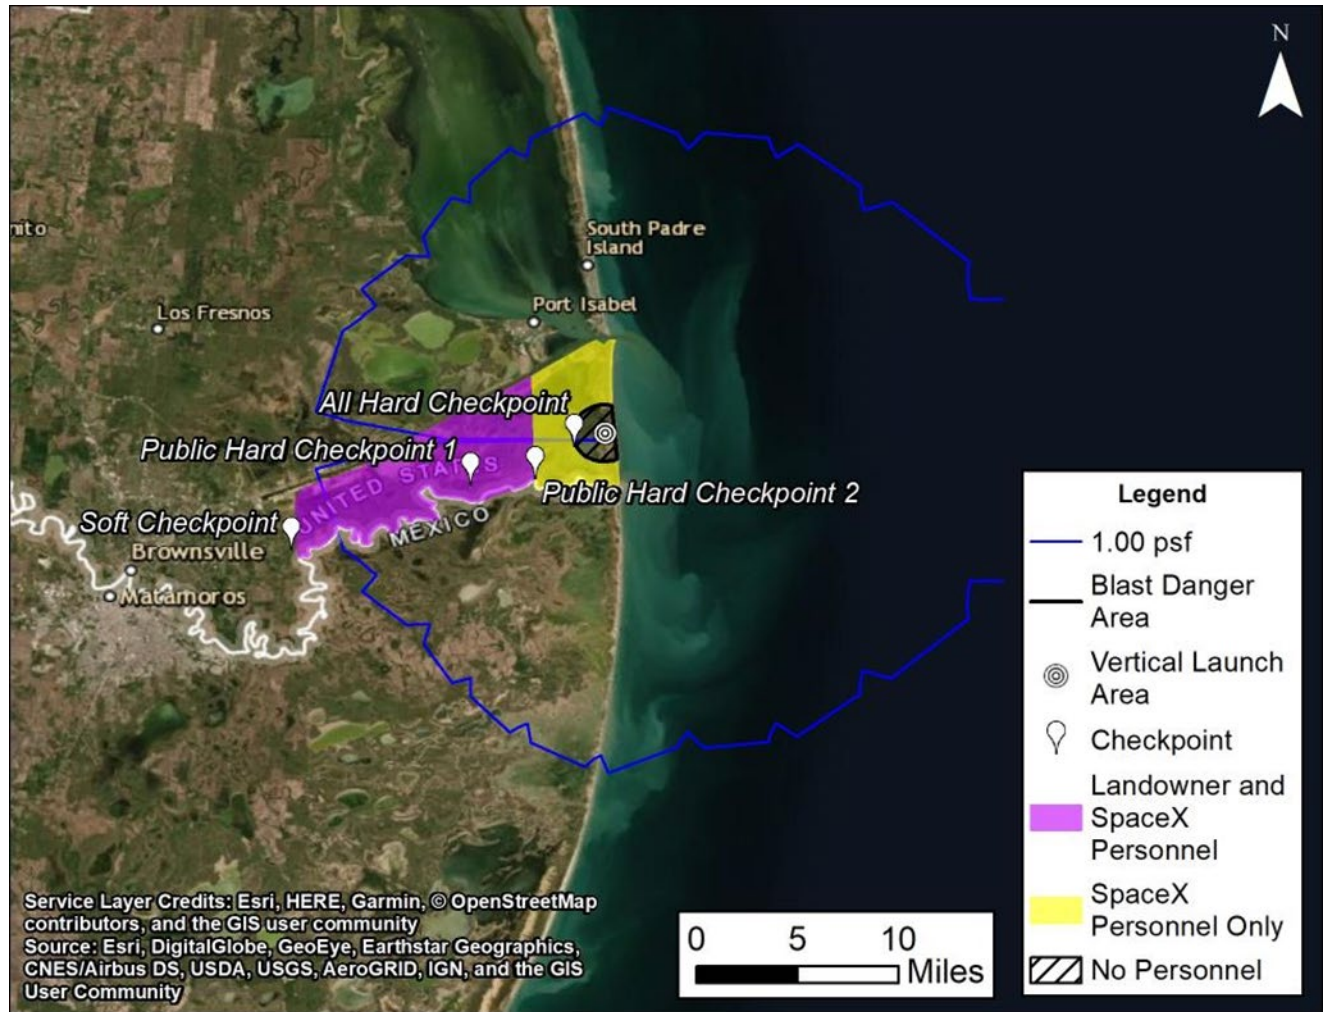 N
South Padre
Island
nito
Los Fresnos
Port Isabel
All Hard Checkpoint
Public Hard Checkpoint 1
UNITED STATES
Public Hard Checkpoint 2
Soft Checkpoint
MEXICO
Brownsville
Matamoros
Legend
1.00 psf
Blast Danger
Area
Vertical Launch
Area
Checkpoint
Landowner and
SpaceX
Personnel
SpaceX
Personnel Only
No Personnel
0 5 10
Miles
Service Layer Credits: Esri, HERE, Garmin, © OpenStreetMap
contributors, and the GIS user community
Source: Esri, DigitalGlobe, GeoEye, Earthstar Geographics,
CNES/Airbus DS, USDA, USGS, AeroGRID, IGN, and the GIS
User Community